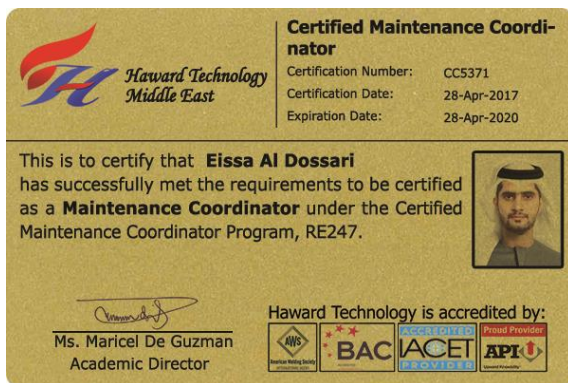 Haward Technology
Middle East
Certified Maintenance Coordi-
nator
Certification Number: CC5371
Certification Date: 28-Apr-2017
Expiration Date: 28-Apr-2020
This is to certify that Eissa Al Dossari
has successfully met the requirements to be certified
as a Maintenance Coordinator under the Certified
Maintenance Coordinator Program, RE247.
Ms. Maricel De Guzman
Academic Director
Haward Technology is accredited by:
AWS
American Welding Society
BAC
ACCREDITED
IACET
PROVIDER
Proud Provider
API U